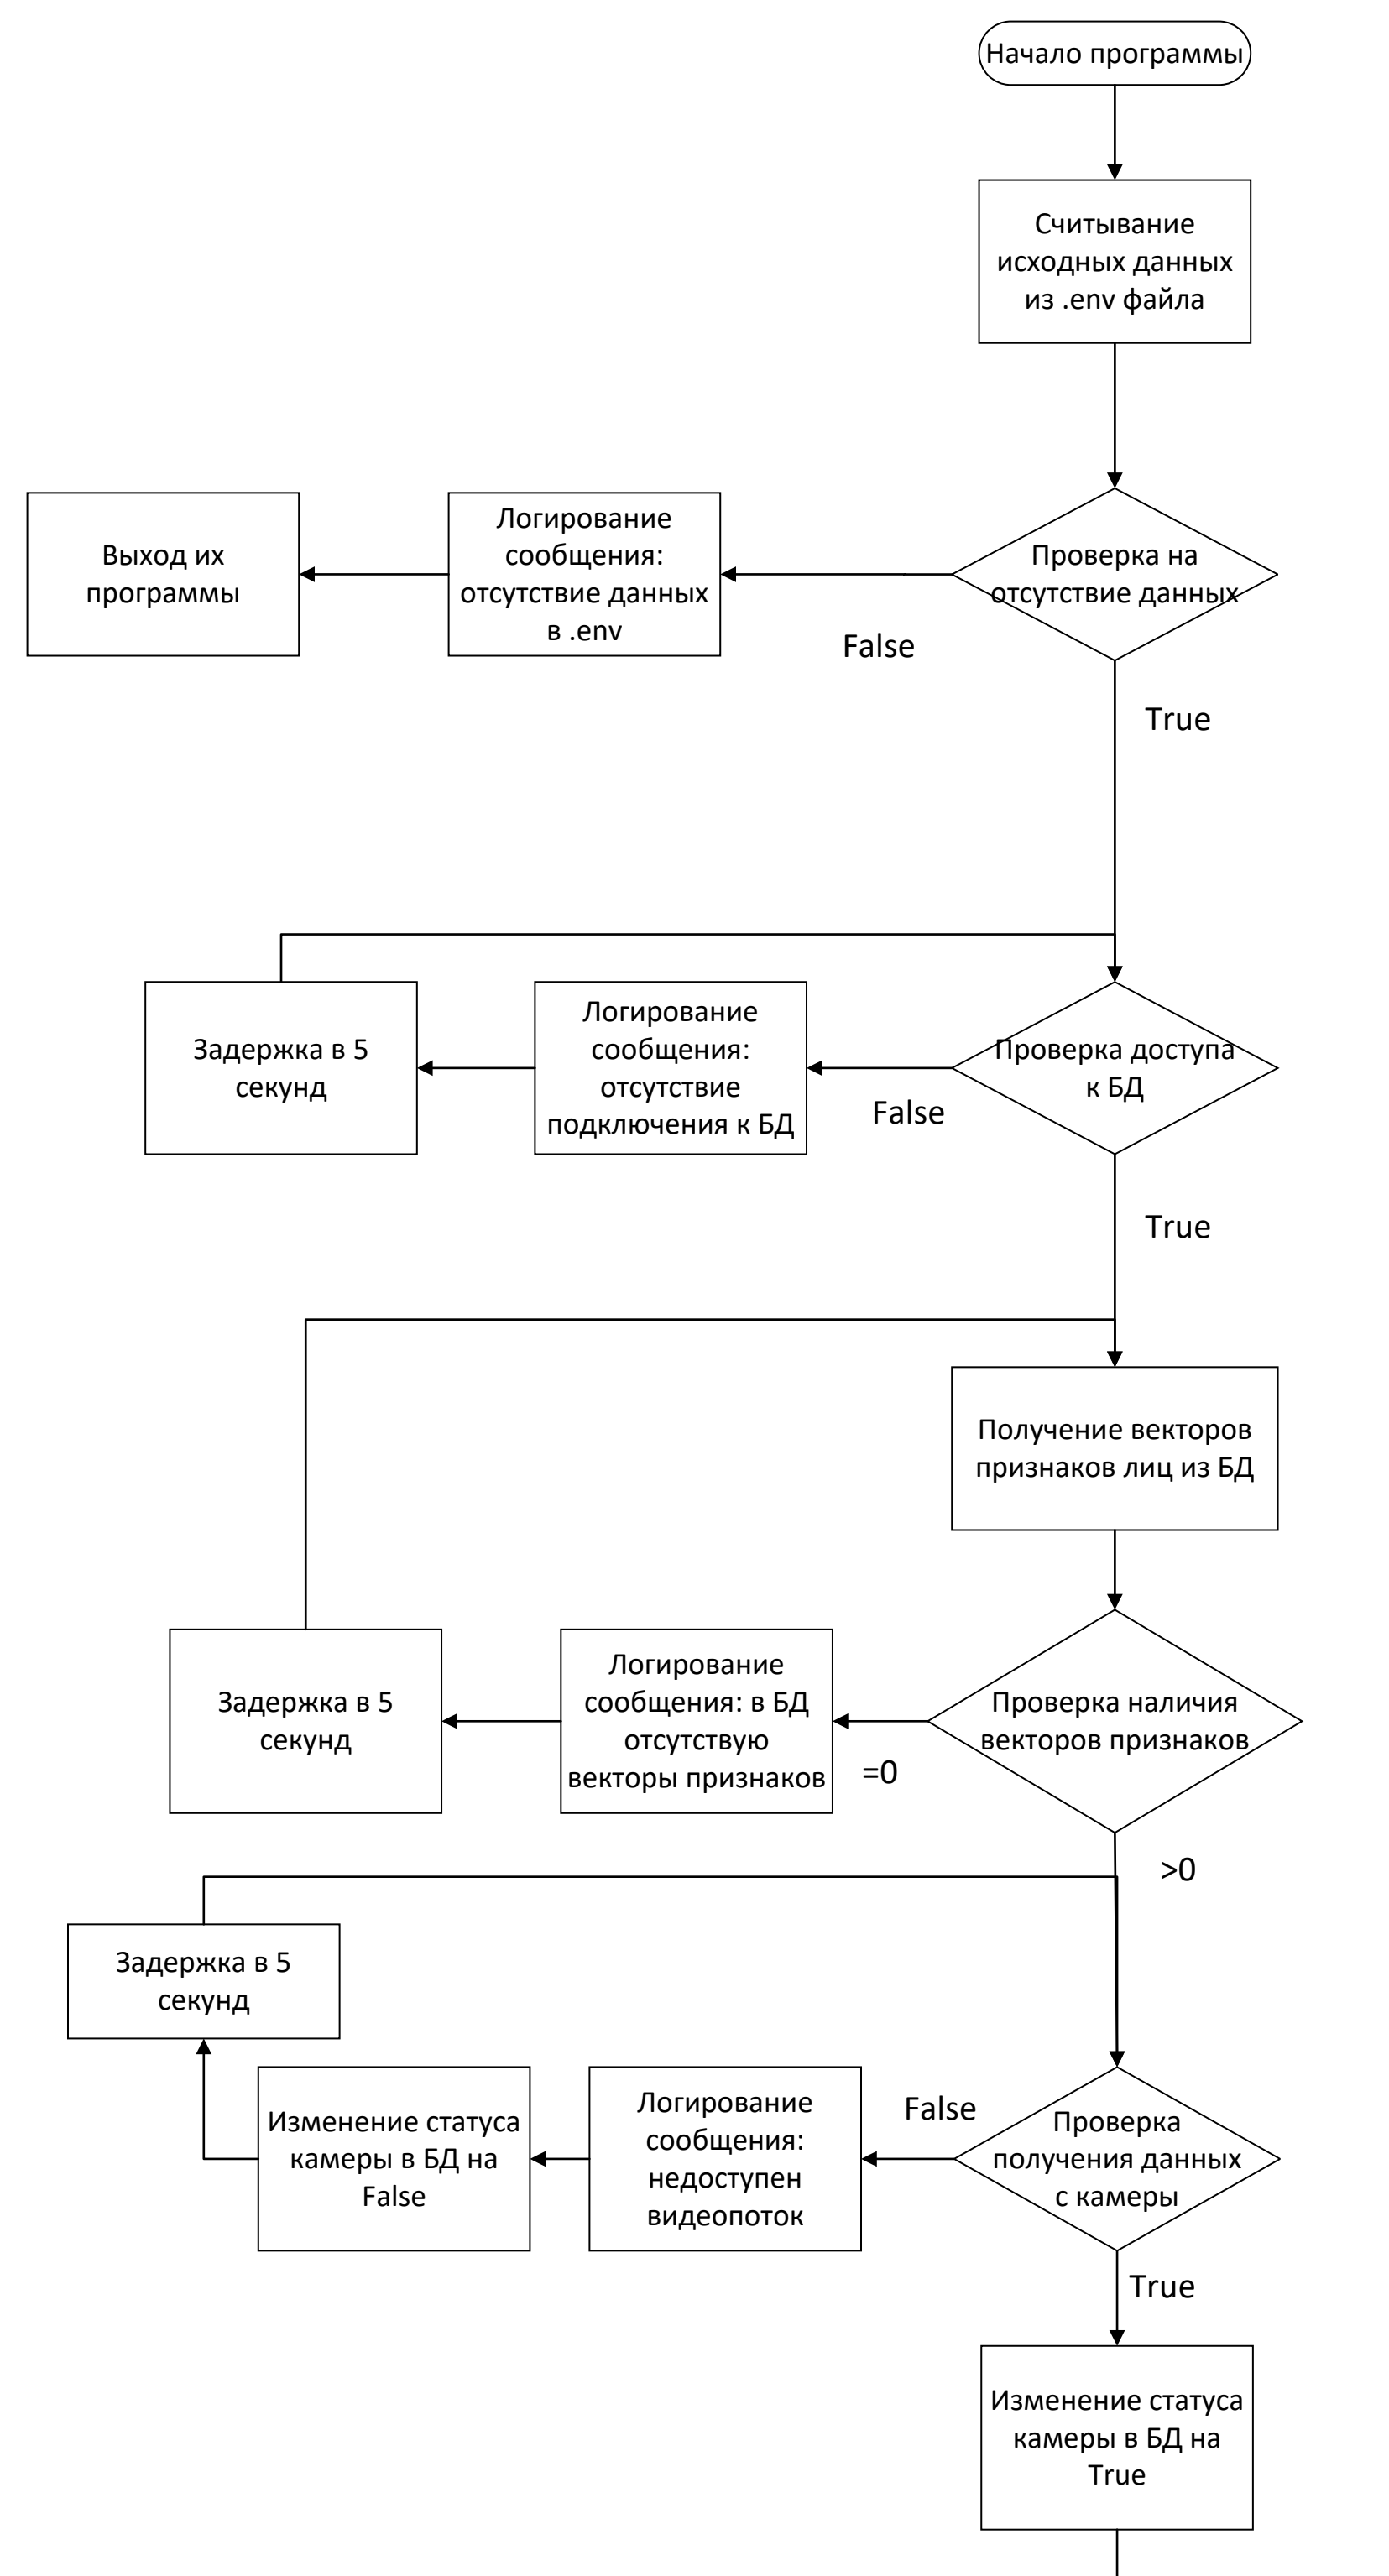 Начало программы
Считывание
исходных данных
из .env файла
Проверка на
отсутствие данных
False
Логирование
сообщения:
отсутствие данных
в .env
Выход их
программы
True
Проверка доступа
к БД
False
Логирование
сообщения:
отсутствие
подключения к БД
Задержка в 5
секунд
True
Получение векторов
признаков лиц из БД
Проверка наличия
векторов признаков
=0
Логирование
сообщения: в БД
отсутствую
векторы признаков
Задержка в 5
секунд
>0
Проверка
получения данных
с камеры
False
Логирование
сообщения:
недоступен
видеопоток
Изменение статуса
камеры в БД на
False
Задержка в 5
секунд
True
Изменение статуса
камеры в БД на
True